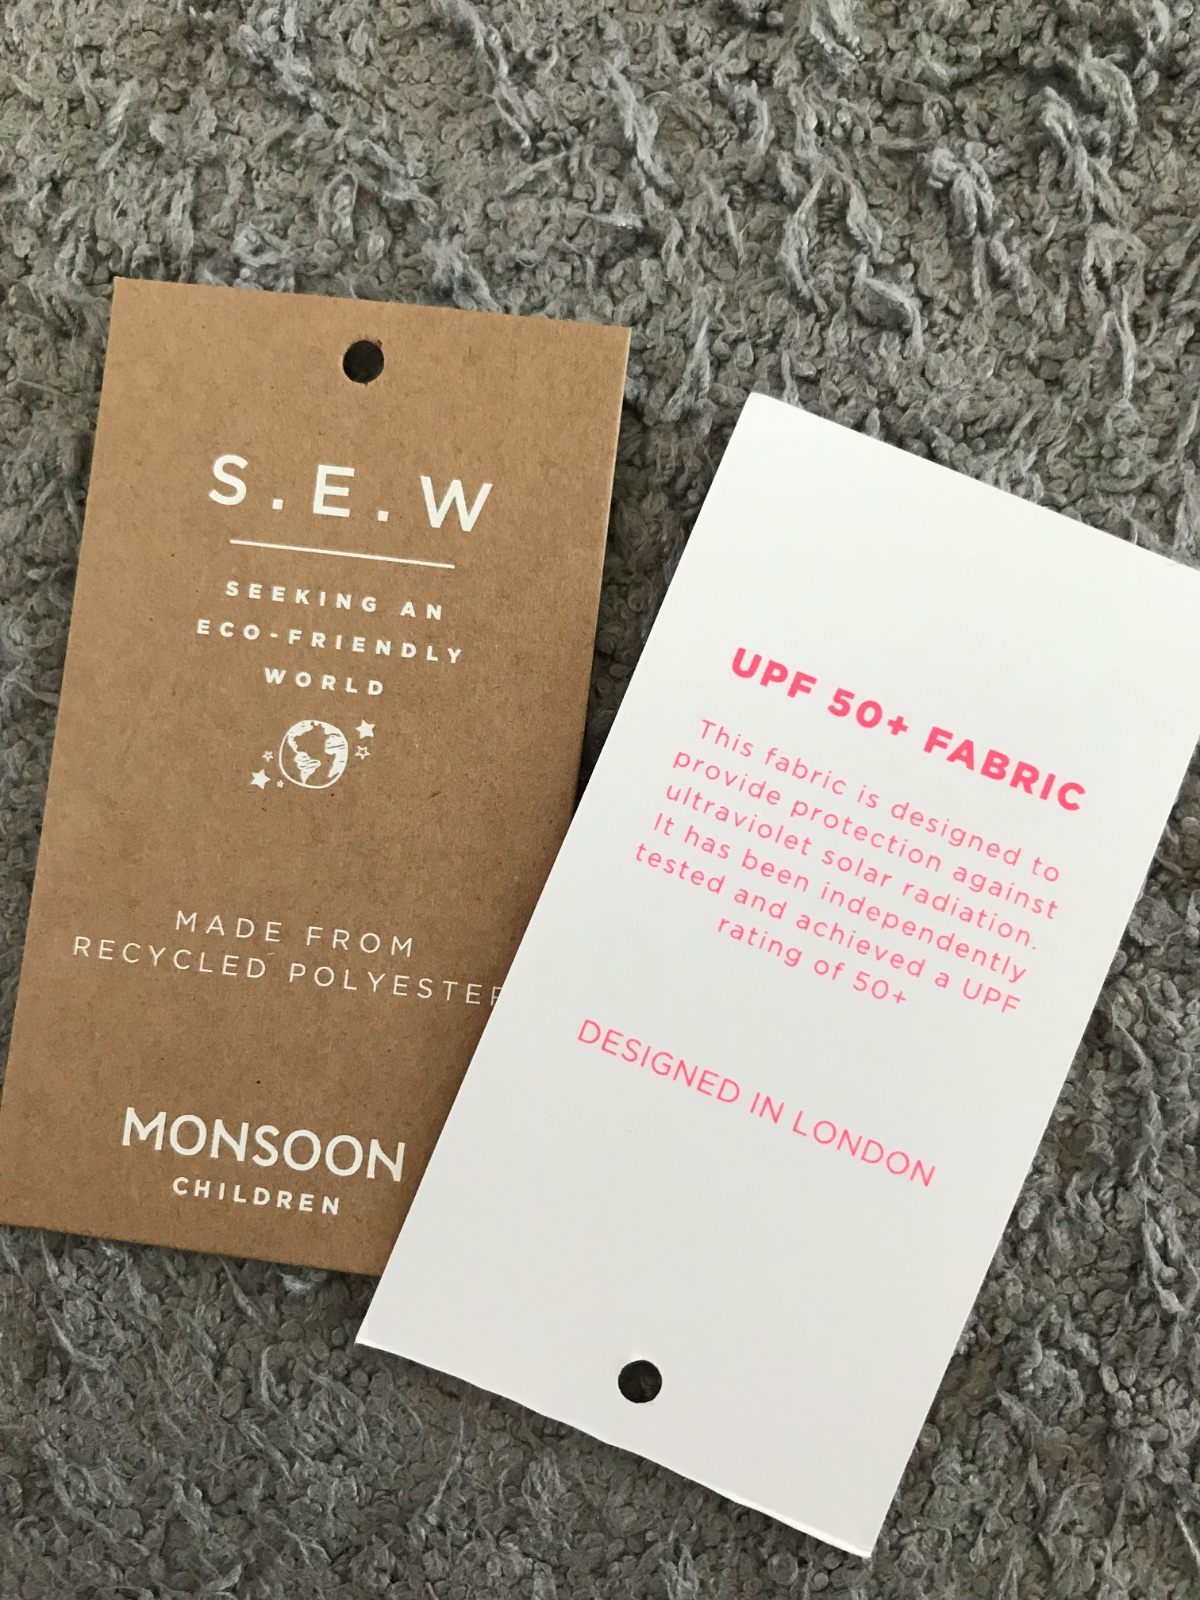 S.E.W
SEEKING AN
ECO-FRIENDLY
WORLD
MADE FROM
RECYCLED POLYESTER
MONSOON
CHILDREN
UPF 50+ FABRIC
This fabric is designed to
provide protection against
ultraviolet solar radiation.
It has been independently
tested and achieved a UPF
rating of 50+
DESIGNED IN LONDON